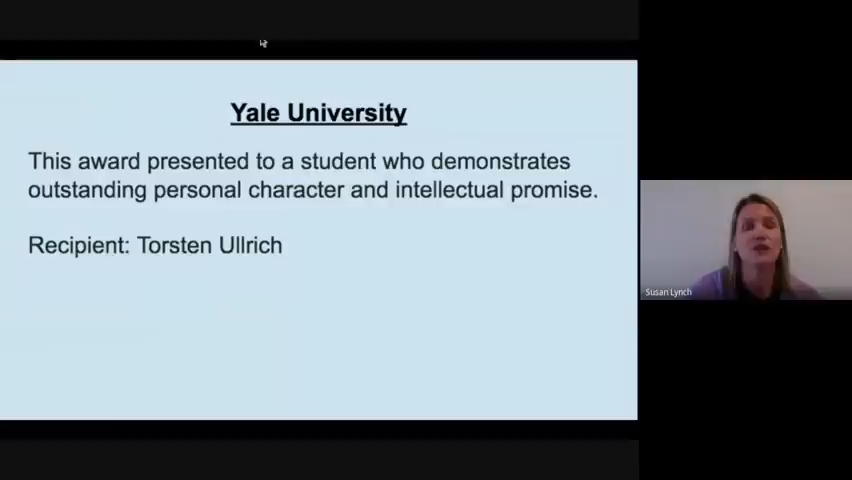 Yale University
This award presented to a student who demonstrates
outstanding personal character and intellectual promise.
Recipient: Torsten Ullrich
Susan Lynch